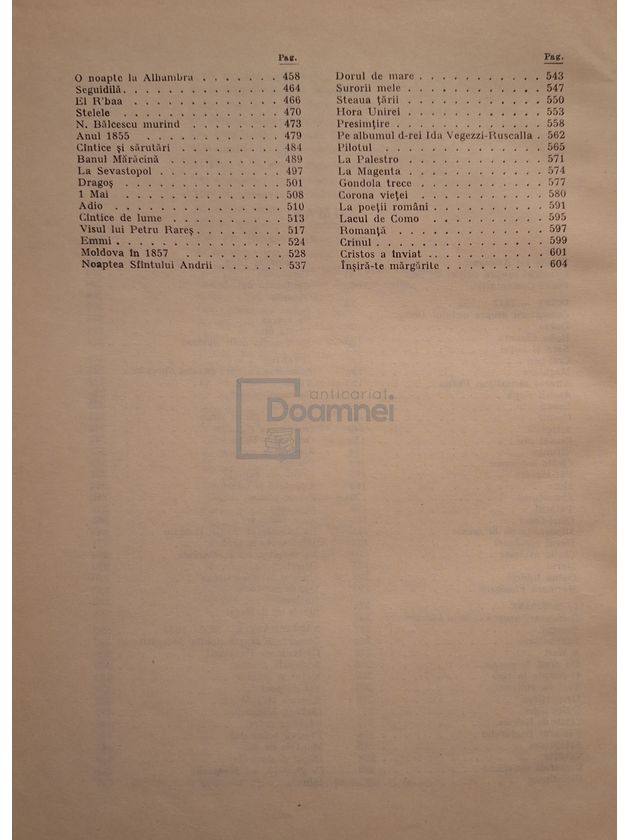 Pag.
O noapte la Alhambra . . . . . . . 458
Seguidilă . . . . . . . . . . . . . 464
El R'baa . . . . . . . . . . . . . 466
Stelele . . . . . . . . . . . . . 470
N. Bălcescu murind . . . . . . . . 473
Anul 1855 . . . . . . . . . . . . 479
Cîntice și sărutări . . . . . . . . . 484
Banul Mărăcină . . . . . . . . . . 489
La Sevastopol . . . . . . . . . . . 497
Dragoș . . . . . . . . . . . . . . 501
1 Mai . . . . . . . . . . . . . . 508
Adio . . . . . . . . . . . . . . . 510
Cîntice de lume . . . . . . . . . . 513
Visul lui Petru Rareș . . . . . . . . 517
Emmi . . . . . . . . . . . . . . . 524
Moldova în 1857 . . . . . . . . . 528
Noaptea Sfîntului Andrii . . . . . . 537
Pag.
Dorul de mare . . . . . . . . . . . 543
Surorii mele . . . . . . . . . . . . 547
Steaua țării . . . . . . . . . . . . 550
Hora Unirei . . . . . . . . . . . . 553
Presimțire . . . . . . . . . . . . . 558
Pe albumul d-rei Ida Vegezzi-Ruscalla . 562
Pilotul . . . . . . . . . . . . . . 565
La Palestro . . . . . . . . . . . . 571
La Magenta . . . . . . . . . . . . 574
Gondola trece . . . . . . . . . . . 577
Corona vieței . . . . . . . . . . . 580
La poeții români . . . . . . . . . . 591
Lacul de Como . . . . . . . . . . 595
Romanță . . . . . . . . . . . . . 597
Crinul . . . . . . . . . . . . . . 599
Cristos a înviat . . . . . . . . . . 601
Înșiră-te mărgărite . . . . . . . . . 604
anticariat
Doamnei